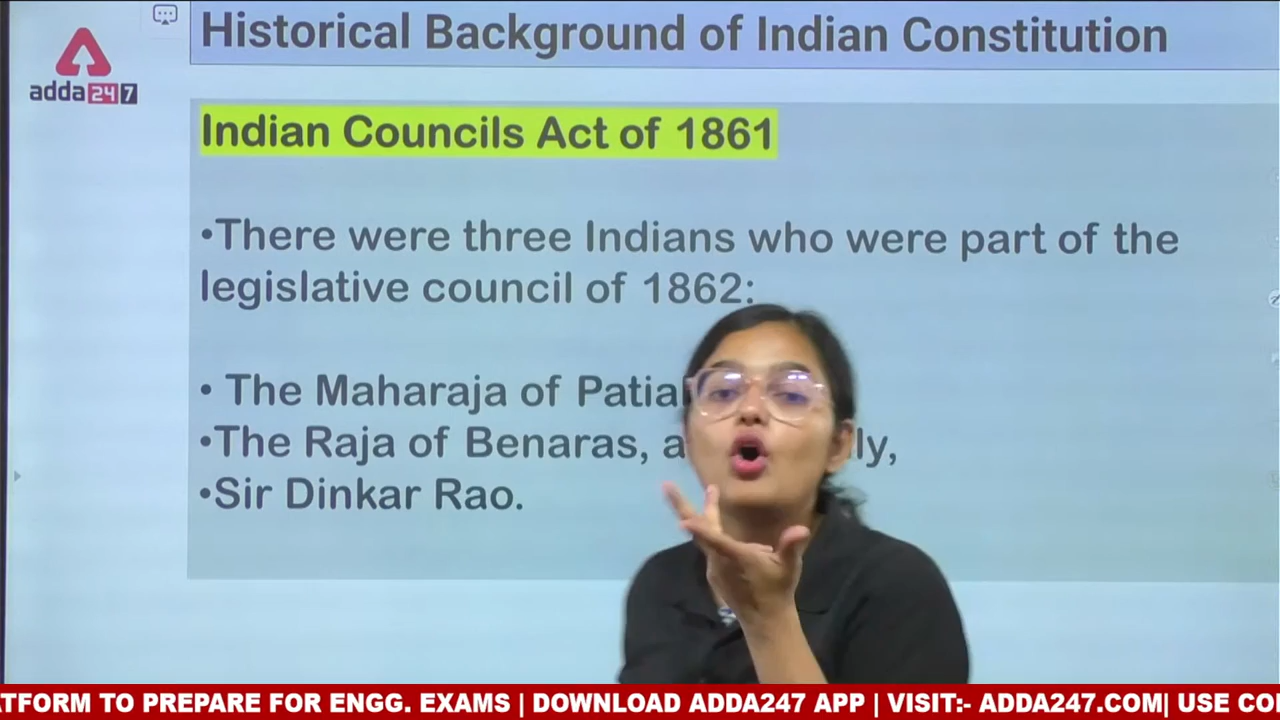 Historical Background of Indian Constitution
adda247
Indian Councils Act of 1861
•There were three Indians who were part of the
legislative council of 1862:
• The Maharaja of Patial
•The Raja of Benaras, a ly,
•Sir Dinkar Rao.
ATFORM TO PREPARE FOR ENGG. EXAMS | DOWNLOAD ADDA247 APP | VISIT:- ADDA247.COM| USE CO